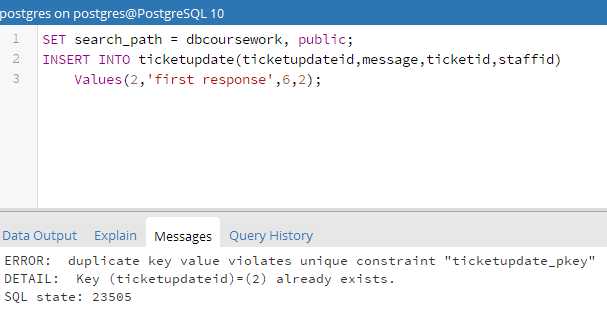 postgres on postgres@PostgreSQL 10
1 SET search_path = dbcoursework, public;
2 INSERT INTO ticketupdate(ticketupdateid,message,ticketid,staffid)
3 Values(2,'first response',6,2);
Data Output Explain Messages Query History
ERROR: duplicate key value violates unique constraint "ticketupdate_pkey"
DETAIL: Key (ticketupdateid)=(2) already exists.
SQL state: 23505